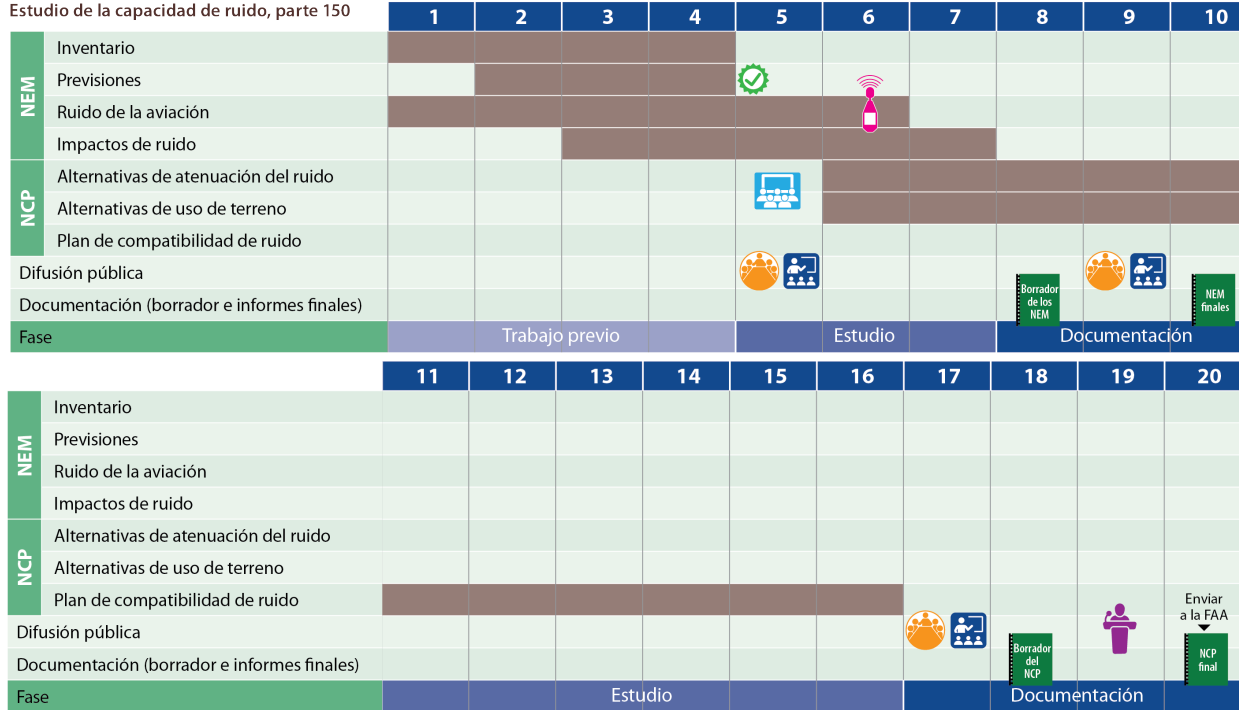 Estudio de la capacidad de ruido, parte 150
1 2 3 4 5 6 7 8 9 10
NEM
Inventario
Previsiones
Ruido de la aviación
Impactos de ruido
NCP
Alternativas de atenuación del ruido
Alternativas de uso de terreno
Plan de compatibilidad de ruido
Difusión pública
Documentación (borrador e informes finales)
Borrador
de los
NEM
NEM
finales
Fase Trabajo previo Estudio Documentación
11 12 13 14 15 16 17 18 19 20
NEM
Inventario
Previsiones
Ruido de la aviación
Impactos de ruido
NCP
Alternativas de atenuación del ruido
Alternativas de uso de terreno
Plan de compatibilidad de ruido
Enviar
a la FAA
Difusión pública
Documentación (borrador e informes finales)
Borrador
del
NCP
NCP
final
Fase Estudio Documentación